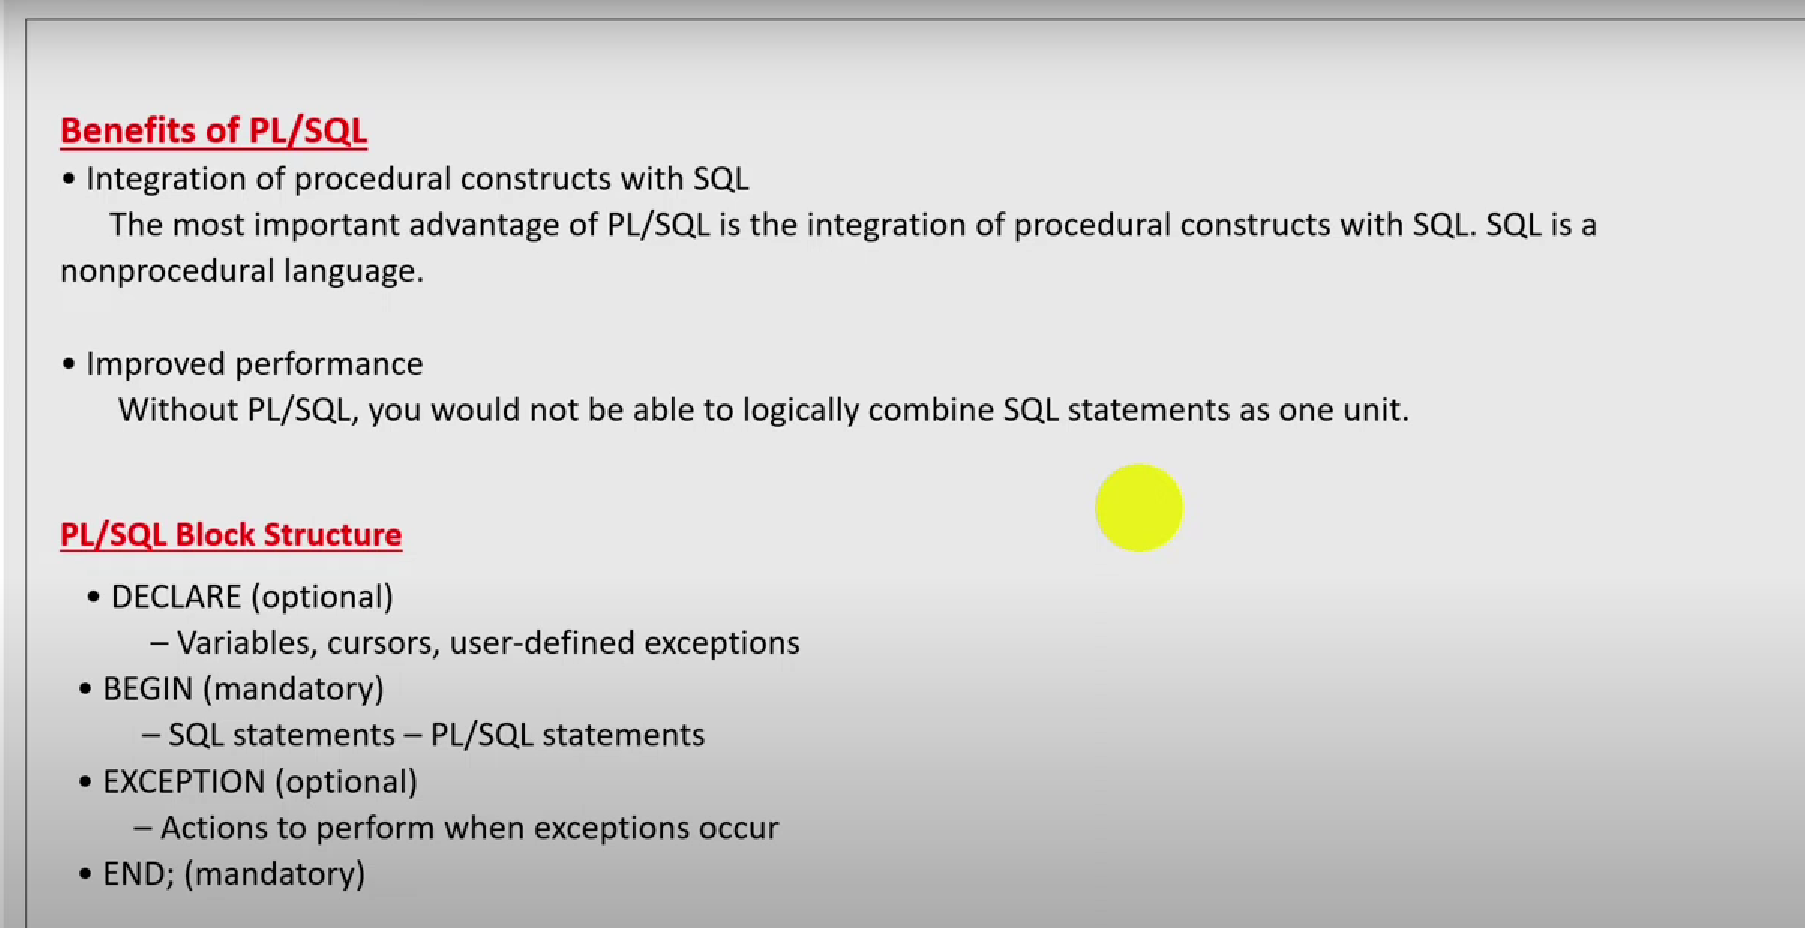 Benefits of PL/SQL
• Integration of procedural constructs with SQL
The most important advantage of PL/SQL is the integration of procedural constructs with SQL. SQL is a
nonprocedural language.
• Improved performance
Without PL/SQL, you would not be able to logically combine SQL statements as one unit.
PL/SQL Block Structure
• DECLARE (optional)
– Variables, cursors, user-defined exceptions
• BEGIN (mandatory)
– SQL statements – PL/SQL statements
• EXCEPTION (optional)
– Actions to perform when exceptions occur
• END; (mandatory)